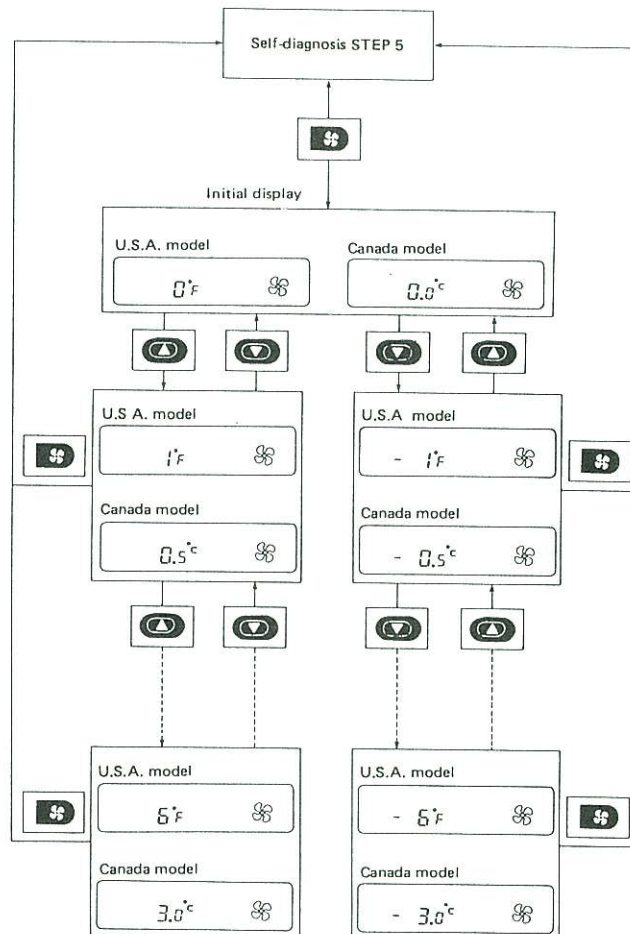 Self-diagnosis STEP 5
Initial display
U.S.A. model
0°F
Canada model
0.0°C
U.S A. model
1°F
Canada model
0.5°C
U.S.A model
- 1°F
Canada model
- 0.5°C
U.S.A. model
6°F
Canada model
3.0°C
U.S.A. model
- 6°F
Canada model
- 3.0°C